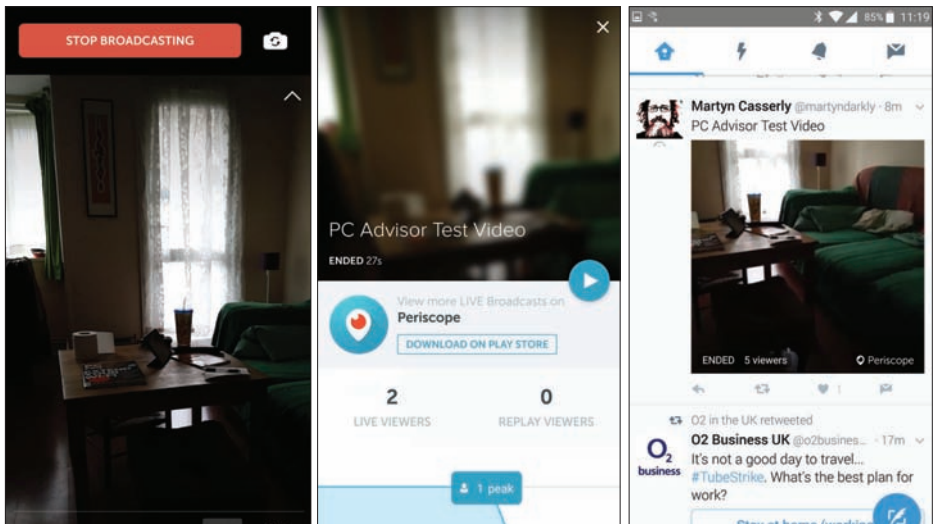 STOP BROADCASTING
PC Advisor Test Video
ENDED 27s
View more LIVE Broadcasts on
Periscope
DOWNLOAD ON PLAY STORE
2
LIVE VIEWERS
0
REPLAY VIEWERS
1 peak
85% 11:19
Martyn Casserly @martyndarkly · 8m
PC Advisor Test Video
ENDED 5 viewers Periscope
1
O2 in the UK retweeted
O2 Business UK @o2busines... · 17m
O2
business
It's not a good day to travel...
#TubeStrike. What's the best plan for
work?